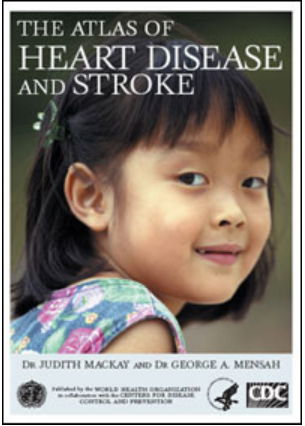 THE ATLAS OF
HEART DISEASE
AND STROKE
DR JUDITH MACKAY AND DR GEORGE A. MENSAH
Published by the WORLD HEALTH ORGANIZATION
in collaboration with the CENTERS FOR DISEASE
CONTROL AND PREVENTION
CDC